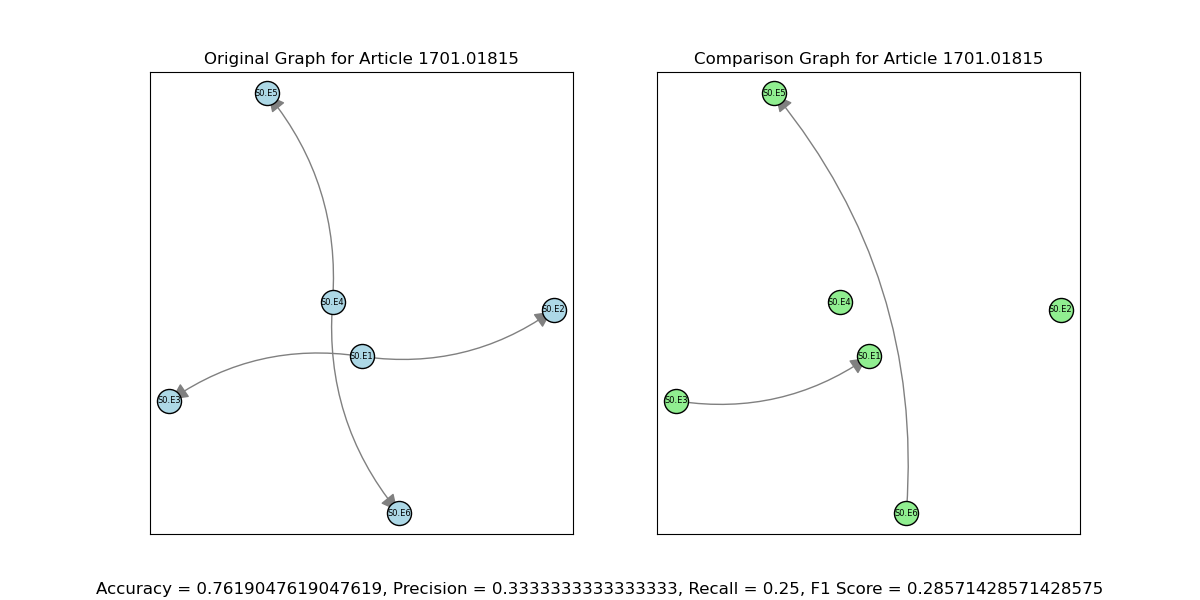 Original Graph for Article 1701.01815
Comparison Graph for Article 1701.01815
S0.E5
S0.E5
S0.E4
S0.E2
S0.E4
S0.E2
S0.E1
S0.E1
S0.E3
S0.E3
S0.E6
S0.E6
Accuracy = 0.7619047619047619, Precision = 0.3333333333333333, Recall = 0.25, F1 Score = 0.28571428571428575